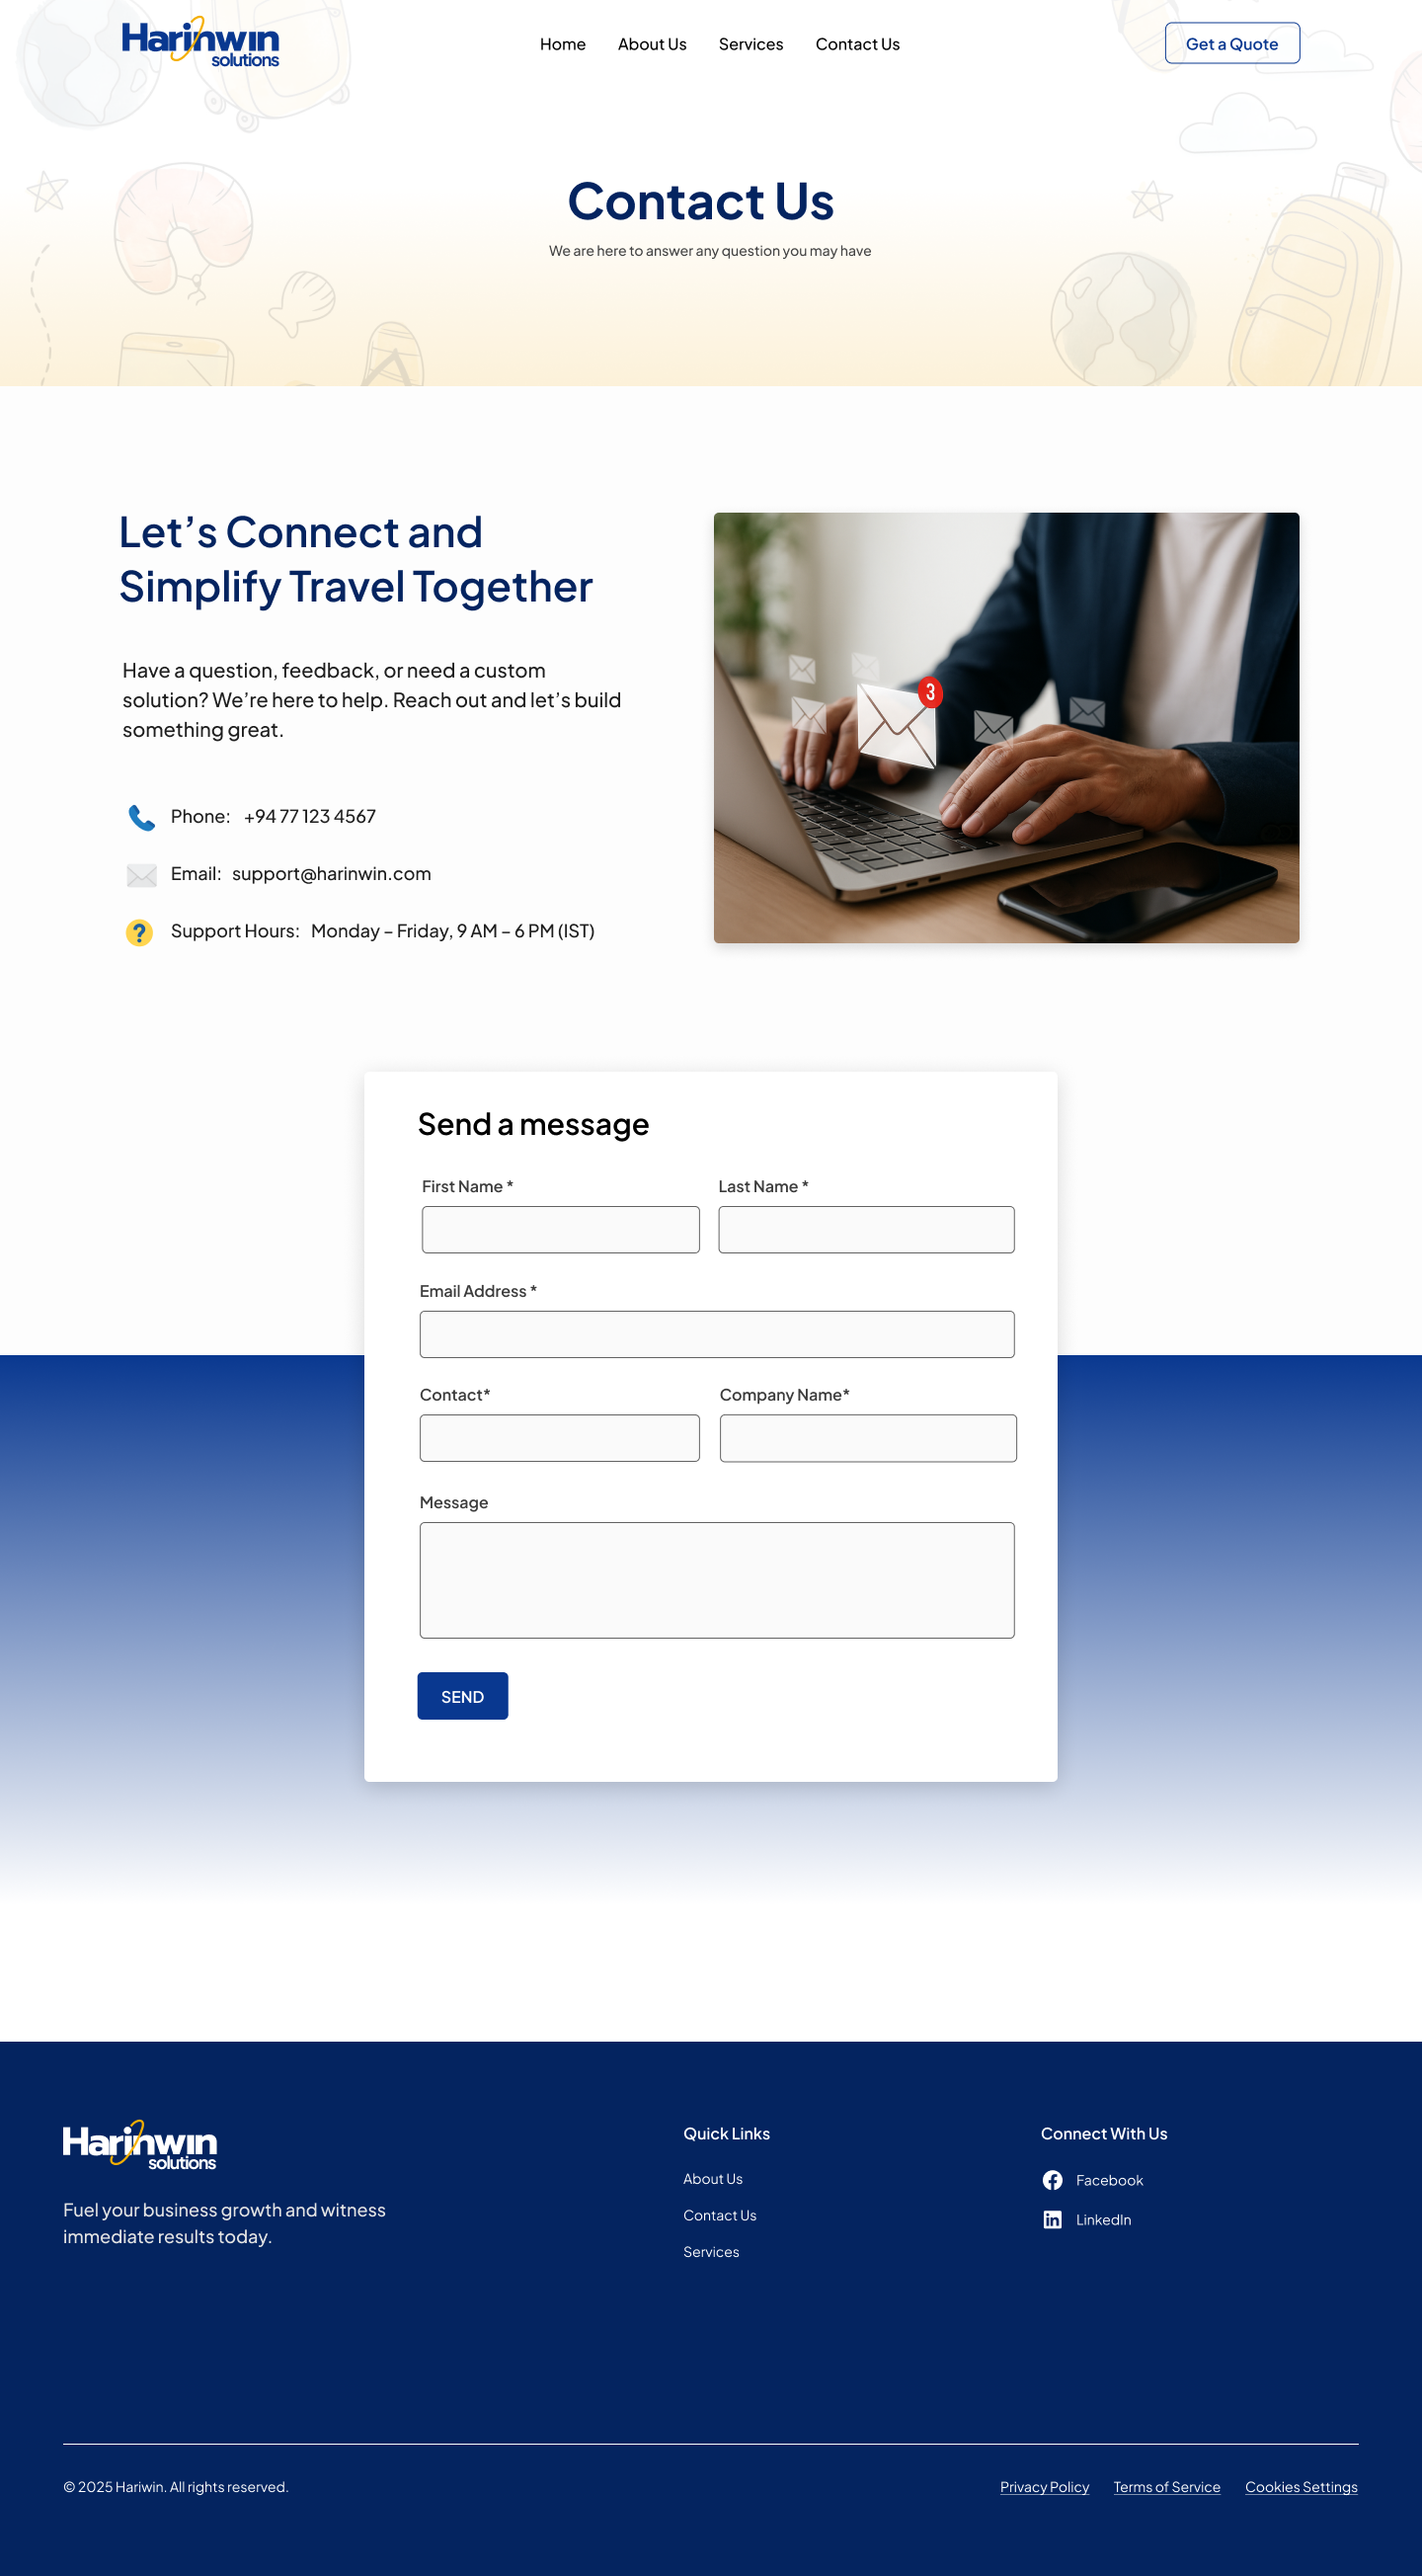 Harinwin
solutions
Home About Us Services Contact Us
Get a Quote
Contact Us
We are here to answer any question you may have
Let’s Connect and
Simplify Travel Together
Have a question, feedback, or need a custom
solution? We’re here to help. Reach out and let’s build
something great.
Phone: +94 77 123 4567
Email: support@harinwin.com
Support Hours: Monday – Friday, 9 AM – 6 PM (IST)
3
Send a message
First Name * Last Name *
Email Address *
Contact* Company Name*
Message
SEND
Harinwin
solutions
Fuel your business growth and witness
immediate results today.
Quick Links
About Us
Contact Us
Services
Connect With Us
Facebook
LinkedIn
© 2025 Hariwin. All rights reserved.
Privacy Policy Terms of Service Cookies Settings